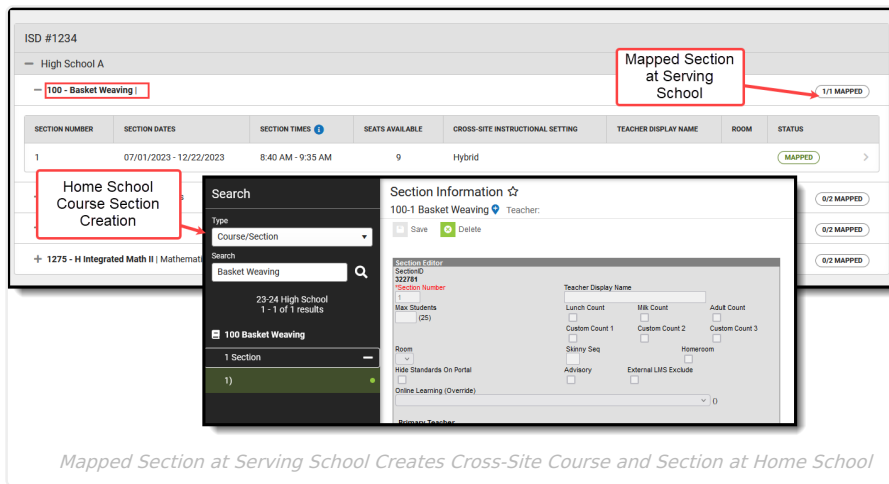 ISD #1234
High School A
100 - Basket Weaving |
1/1 MAPPED
Mapped Section
at Serving
School
SECTION NUMBER SECTION DATES SECTION TIMES SEATS AVAILABLE CROSS-SITE INSTRUCTIONAL SETTING TEACHER DISPLAY NAME ROOM STATUS
1 07/01/2023 - 12/22/2023 8:40 AM - 9:35 AM 9 Hybrid MAPPED
0/2 MAPPED
0/2 MAPPED
1275 - H Integrated Math II | Mathemati
0/2 MAPPED
Home School
Course Section
Creation
Search
Type
Course/Section
Search
Basket Weaving
23-24 High School
1 - 1 of 1 results
100 Basket Weaving
1 Section
1)
Section Information
100-1 Basket Weaving Teacher:
Save Delete
Section Editor
SectionID
322781
*Section Number Teacher Display Name
1
Max Students Lunch Count Milk Count Adult Count
(25)
Custom Count 1 Custom Count 2 Custom Count 3
Room Skinny Seq Homeroom
Hide Standards On Portal Advisory External LMS Exclude
Online Learning (Override)
()
Primary Teacher
Mapped Section at Serving School Creates Cross-Site Course and Section at Home School